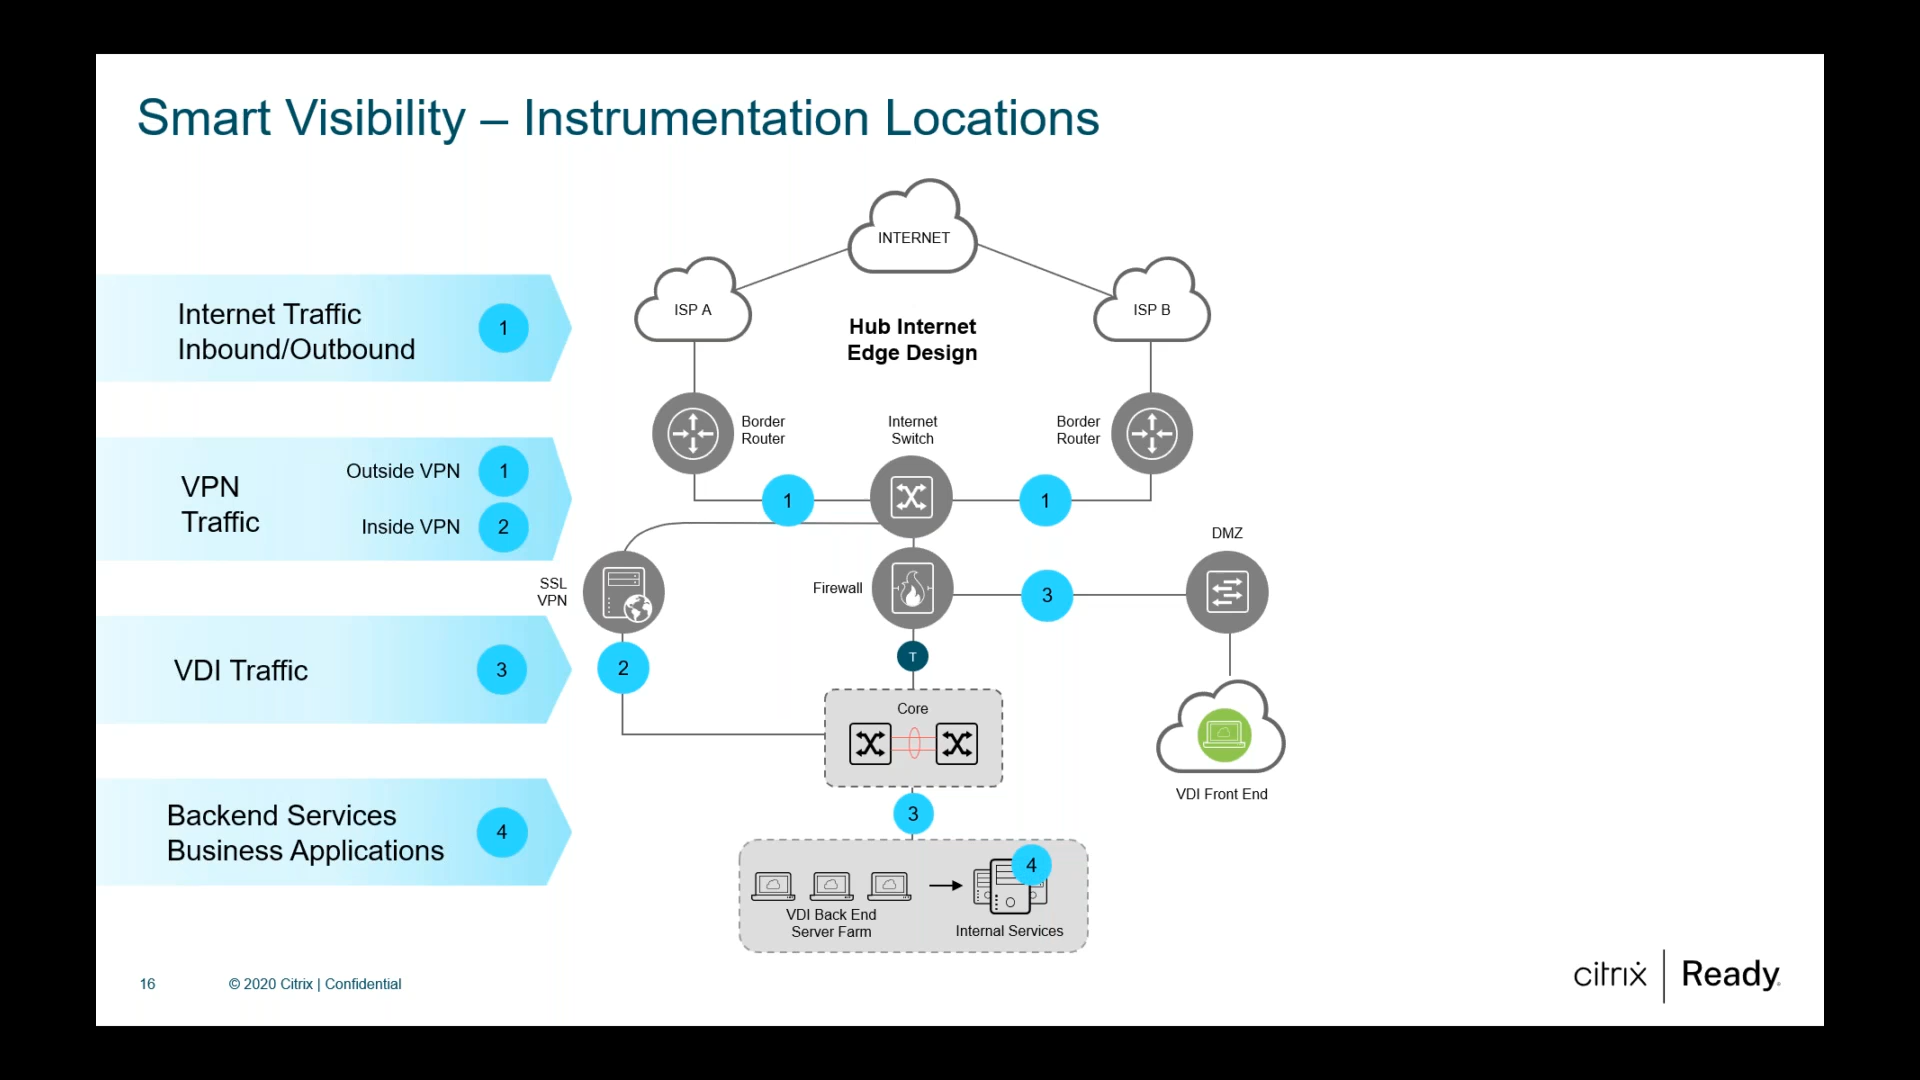 Smart Visibility – Instrumentation Locations
INTERNET
ISP A
ISP B
Hub Internet
Edge Design
Internet Traffic
Inbound/Outbound
1
Border
Router
Internet
Switch
Border
Router
VPN
Traffic
Outside VPN
1
Inside VPN
2
1
1
DMZ
SSL
VPN
Firewall
3
T
VDI Traffic
3
2
Core
VDI Front End
Backend Services
Business Applications
4
3
4
VDI Back End
Server Farm
Internal Services
16
© 2020 Citrix | Confidential
citrix | Ready